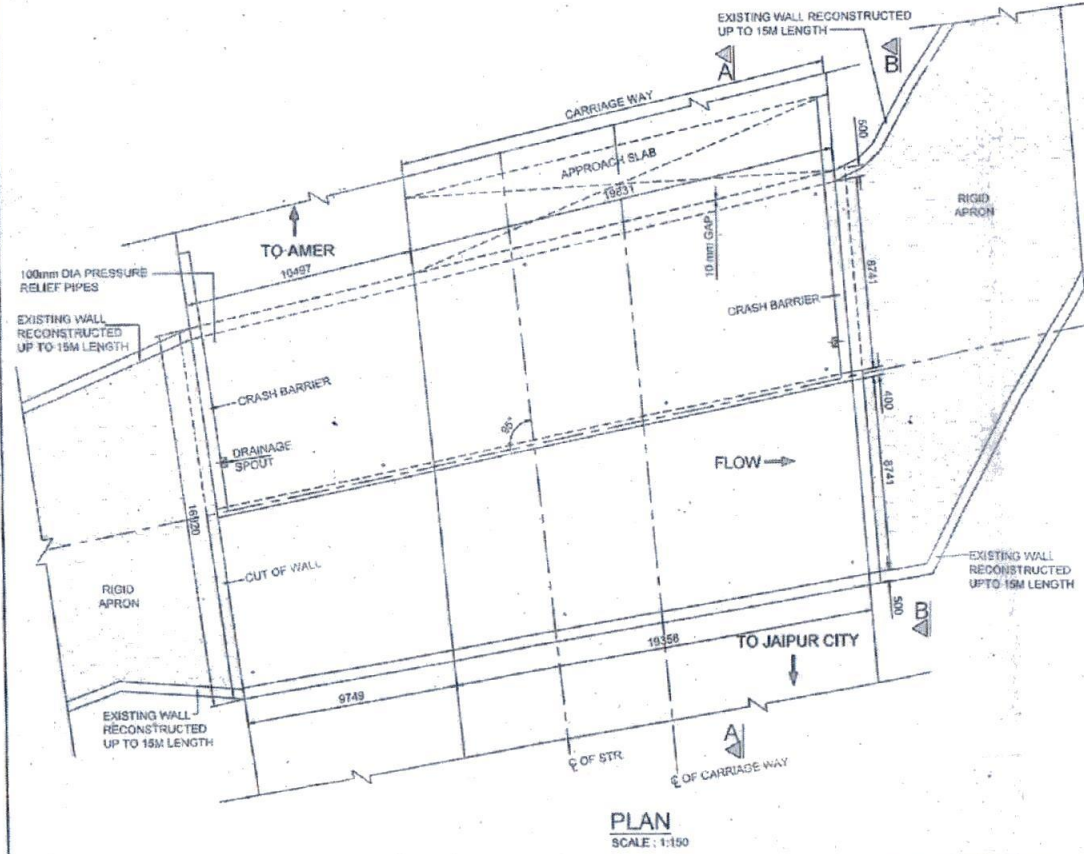 EXISTING WALL RECONSTRUCTED
UP TO 15M LENGTH
A
B
CARRIAGE WAY
APPROACH SLAB
500
19831
RIGID
APRON
TO AMER
10497
10 mm GAP
100mm DIA PRESSURE
RELIEF PIPES
8741
CRASH BARRIER
EXISTING WALL
RECONSTRUCTED
UP TO 15M LENGTH
CRASH BARRIER
400
85°
DRAINAGE
SPOUT
FLOW
8741
CUT OF WALL
EXISTING WALL
RECONSTRUCTED
UPTO 15M LENGTH
RIGID
APRON
500
B
19358
TO JAIPUR CITY
9749
EXISTING WALL
RECONSTRUCTED
UP TO 15M LENGTH
A
℄ OF STR.
℄ OF CARRIAGE WAY
PLAN
SCALE : 1:150